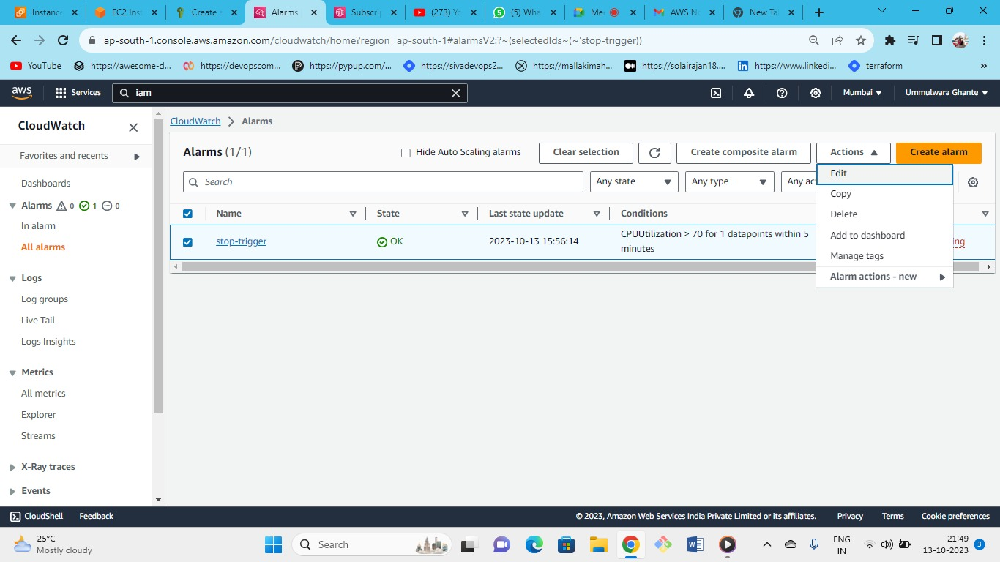 Instance
EC2 Inst
Create a
Alarms
Subscrip
(273) Yo
(5) Wha
Me
AWS No
New Ta
ap-south-1.console.aws.amazon.com/cloudwatch/home?region=ap-south-1#alarmsV2:?~(selectedIds~(~'stop-trigger))
YouTube
https://awesome-d...
https://devopscom...
https://pypup.com/...
https://sivadevops2...
https://mallakimah...
https://solairajan18....
https://www.linkedi...
terraform
aws
Services
iam
Mumbai
Ummulwara Ghante
CloudWatch
Favorites and recents
Dashboards
Alarms 0 1 0
In alarm
All alarms
Logs
Log groups
Live Tail
Logs Insights
Metrics
All metrics
Explorer
Streams
X-Ray traces
Events
CloudWatch > Alarms
Alarms (1/1)
Hide Auto Scaling alarms
Clear selection
Create composite alarm
Actions
Create alarm
Search
Any state
Any type
Any act
Edit
Copy
Delete
Add to dashboard
Manage tags
Alarm actions - new
Name
State
Last state update
Conditions
stop-trigger
OK
2023-10-13 15:56:14
CPUUtilization > 70 for 1 datapoints within 5
minutes
ing
CloudShell
Feedback
© 2023, Amazon Web Services India Private Limited or its affiliates.
Privacy
Terms
Cookie preferences
25°C
Mostly cloudy
Search
ENG
IN
21:49
13-10-2023
3